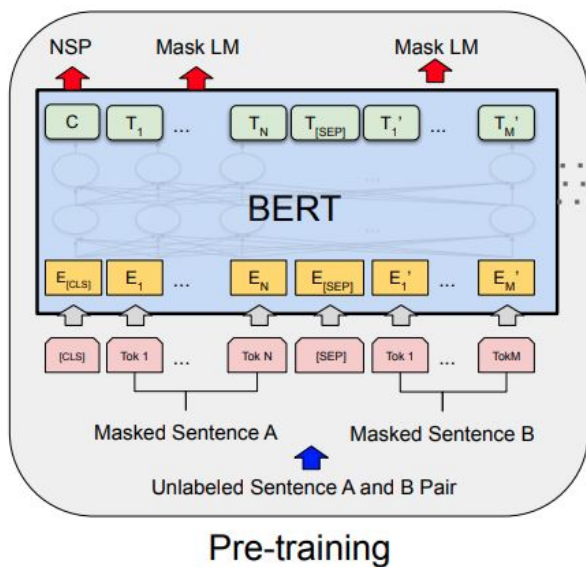 NSP Mask LM Mask LM
C T1 ... TN T[SEP] T1' ... TM'
...
...
BERT
...
E[CLS] E1 ... EN E[SEP] E1' ... EM'
[CLS] Tok 1 ... Tok N [SEP] Tok 1 ... TokM
Masked Sentence A Masked Sentence B
Unlabeled Sentence A and B Pair
Pre-training